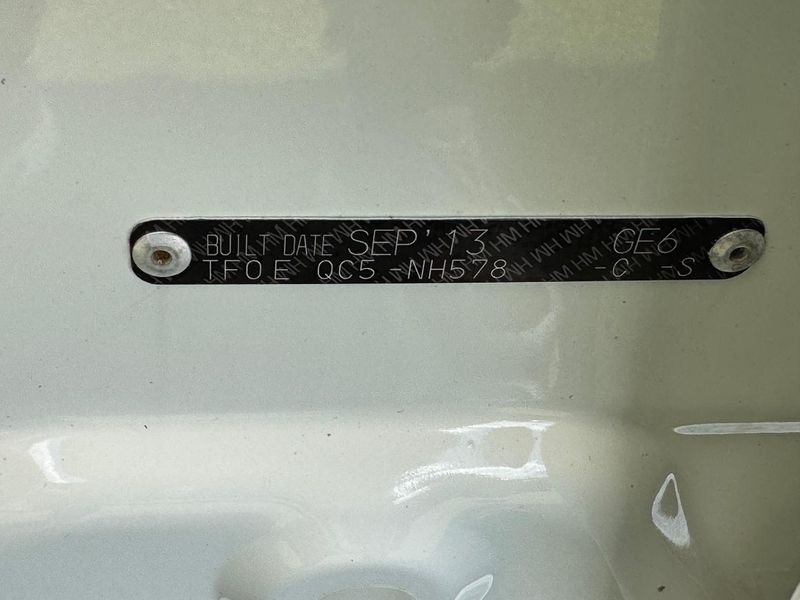 BUILT DATE SEP'13 GE6
TF0E QC5 NH578 -C -S